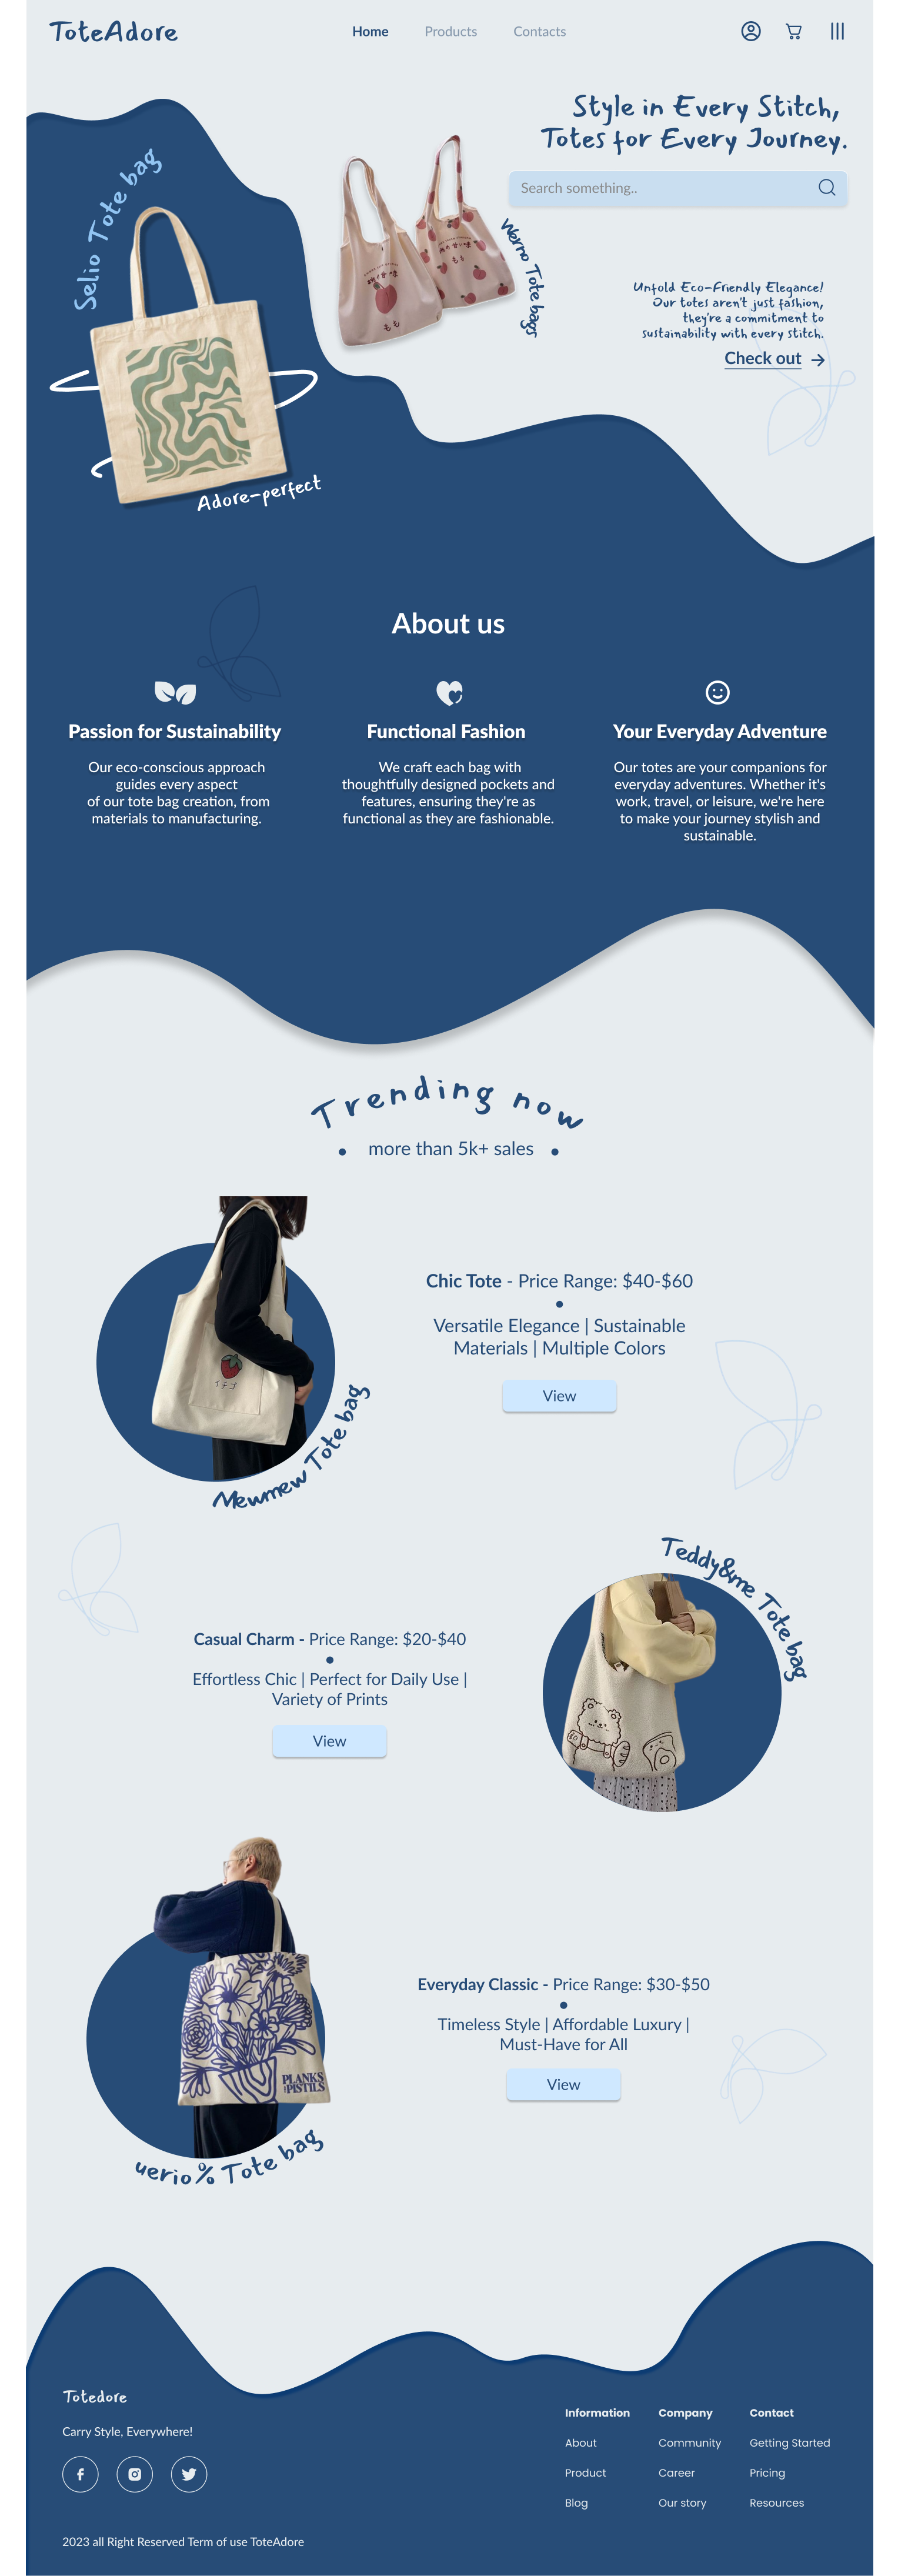 ToteAdore
Home
Products
Contacts
Style in Every Stitch,
Totes for Every Journey.
Search something..
Selio Tote bag
Werno Tote bags
Unfold Eco-Friendly Elegance!
Our totes aren't just fashion,
they're a commitment to
sustainability with every stitch.
Check out
Adore-perfect
About us
Passion for Sustainability
Our eco-conscious approach
guides every aspect
of our tote bag creation, from
materials to manufacturing.
Functional Fashion
We craft each bag with
thoughtfully designed pockets and
features, ensuring they're as
functional as they are fashionable.
Your Everyday Adventure
Our totes are your companions for
everyday adventures. Whether it's
work, travel, or leisure, we're here
to make your journey stylish and
sustainable.
Trending now
• more than 5k+ sales •
Chic Tote - Price Range: $40-$60
•
Versatile Elegance | Sustainable
Materials | Multiple Colors
View
Mewmew Tote bag
Teddy&me Tote bag
Casual Charm - Price Range: $20-$40
•
Effortless Chic | Perfect for Daily Use |
Variety of Prints
View
Everyday Classic - Price Range: $30-$50
•
Timeless Style | Affordable Luxury |
Must-Have for All
View
PLANKS
AND PISTILS
uerio% Tote bag
Totedore
Carry Style, Everywhere!
2023 all Right Reserved Term of use ToteAdore
Information
About
Product
Blog
Company
Community
Career
Our story
Contact
Getting Started
Pricing
Resources